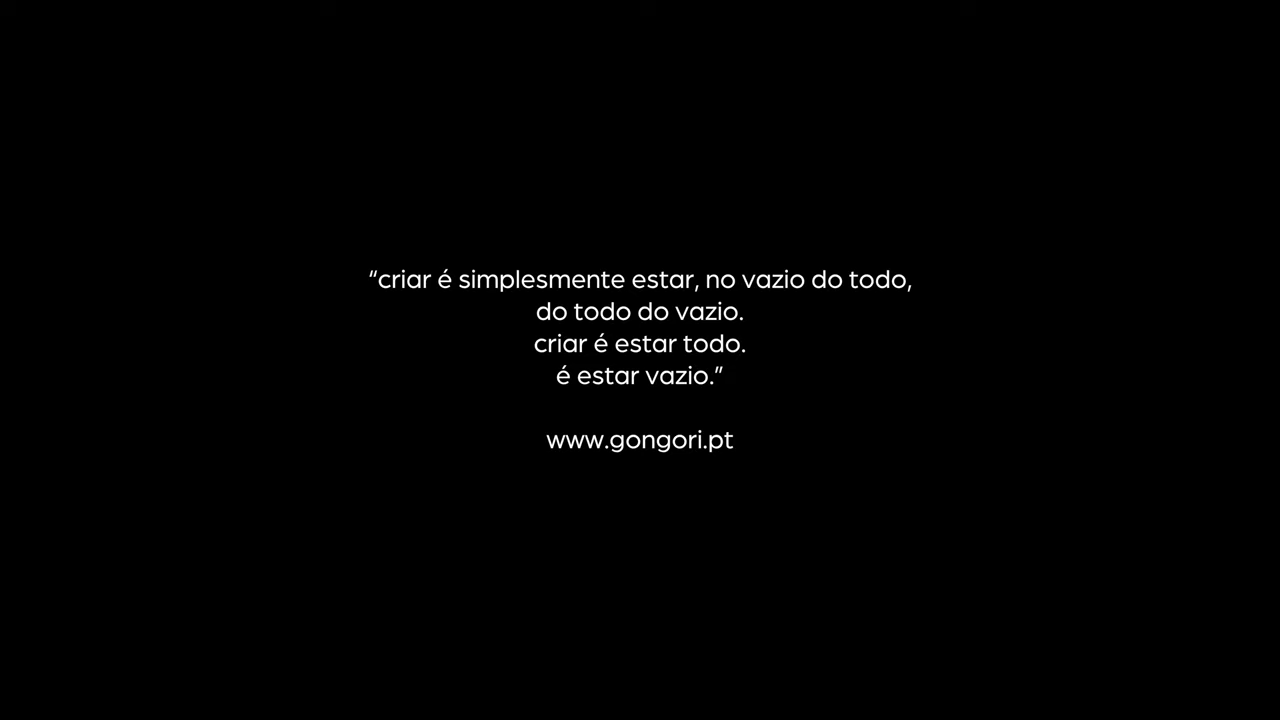 “criar é simplesmente estar, no vazio do todo,
do todo do vazio.
criar é estar todo.
é estar vazio.”
www.gongori.pt